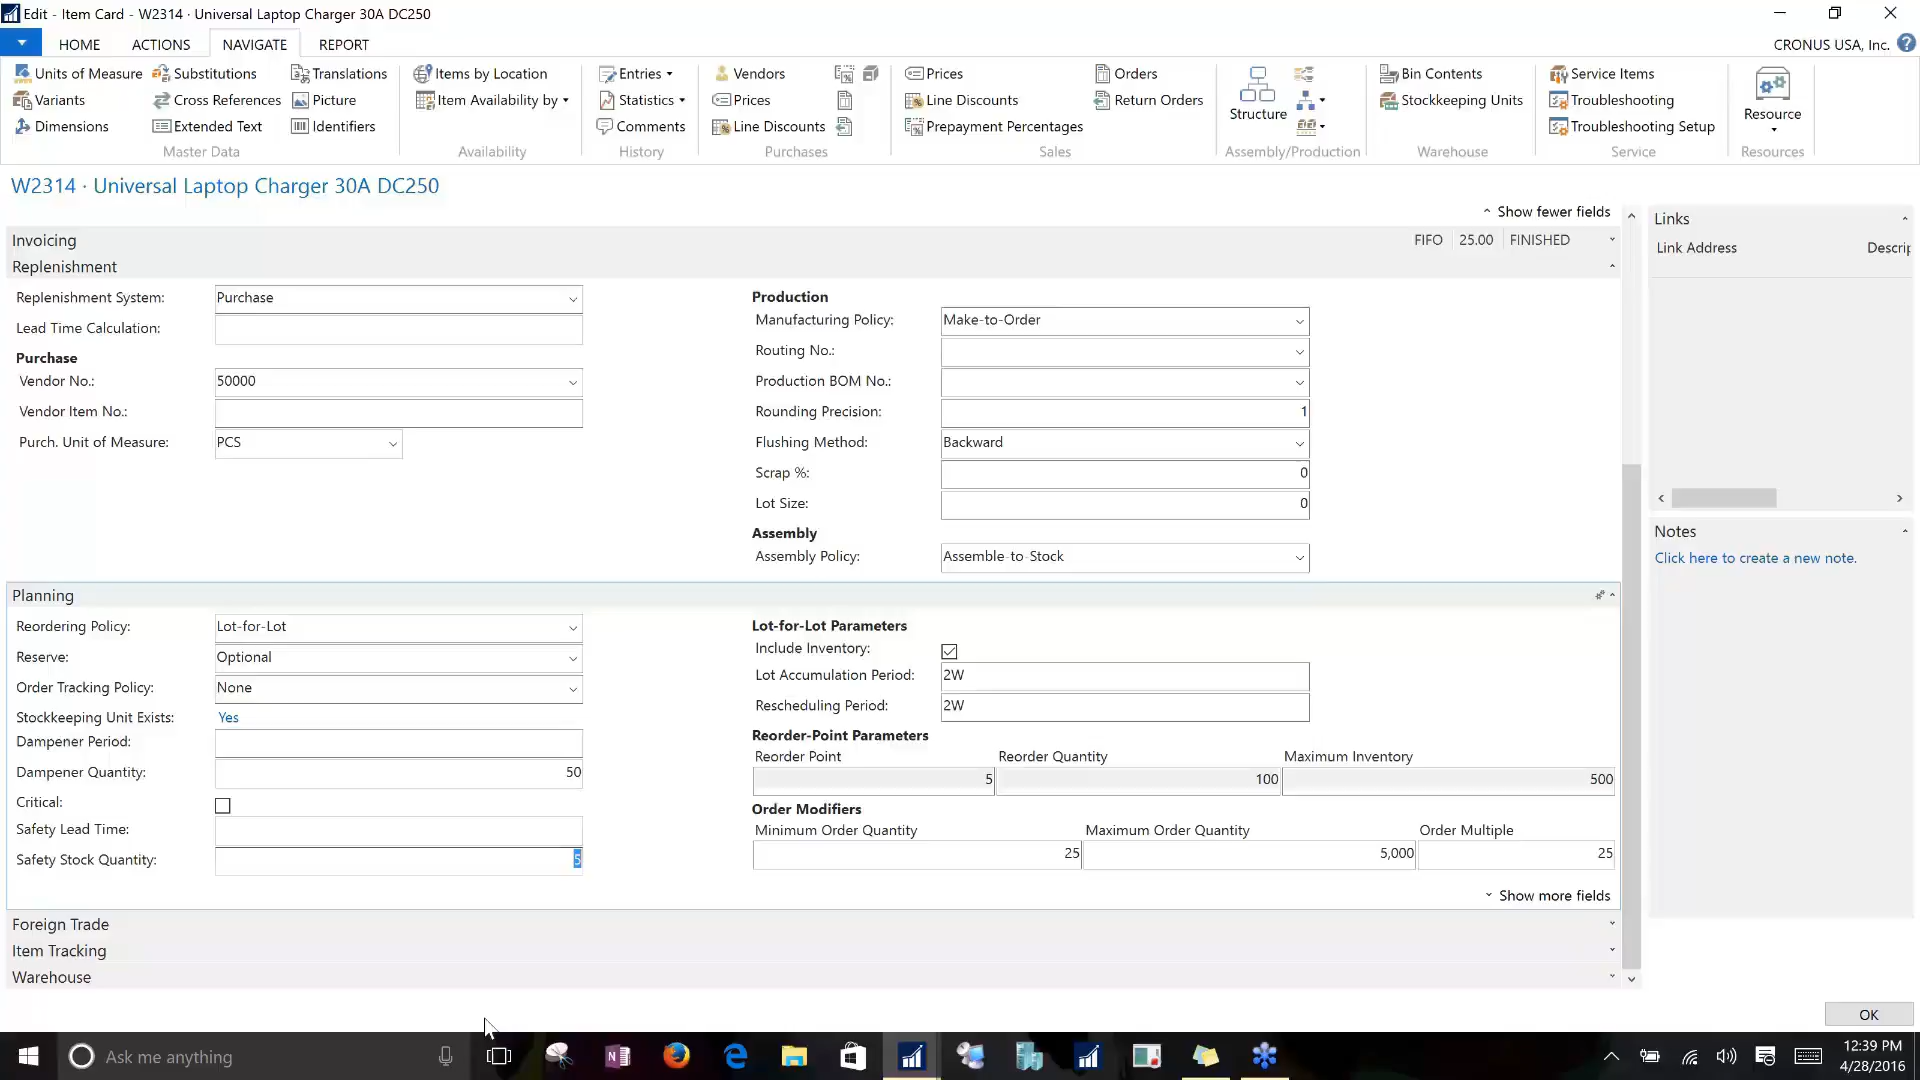 Edit - Item Card - W2314 · Universal Laptop Charger 30A DC250
HOME ACTIONS NAVIGATE REPORT CRONUS USA, Inc.
Units of Measure Substitutions Translations Items by Location Entries Vendors Prices Orders Bin Contents Service Items
Variants Cross References Picture Item Availability by Statistics Prices Line Discounts Return Orders Structure Stockkeeping Units Troubleshooting Resource
Dimensions Extended Text Identifiers Comments Line Discounts Prepayment Percentages Troubleshooting Setup
Master Data Availability History Purchases Sales Assembly/Production Warehouse Service Resources
W2314 · Universal Laptop Charger 30A DC250
Show fewer fields
Invoicing FIFO 25.00 FINISHED
Replenishment
Replenishment System: Purchase
Lead Time Calculation:
Purchase
Vendor No.: 50000
Vendor Item No.:
Purch. Unit of Measure: PCS
Production
Manufacturing Policy: Make-to-Order
Routing No.:
Production BOM No.:
Rounding Precision: 1
Flushing Method: Backward
Scrap %: 0
Lot Size: 0
Assembly
Assembly Policy: Assemble-to-Stock
Planning
Reordering Policy: Lot-for-Lot
Reserve: Optional
Order Tracking Policy: None
Stockkeeping Unit Exists: Yes
Dampener Period:
Dampener Quantity: 50
Critical:
Safety Lead Time:
Safety Stock Quantity: 5
Lot-for-Lot Parameters
Include Inventory:
Lot Accumulation Period: 2W
Rescheduling Period: 2W
Reorder-Point Parameters
Reorder Point Reorder Quantity Maximum Inventory
5 100 500
Order Modifiers
Minimum Order Quantity Maximum Order Quantity Order Multiple
25 5,000 25
Show more fields
Foreign Trade
Item Tracking
Warehouse
Links
Link Address Descrip
Notes
Click here to create a new note.
OK
Ask me anything
12:39 PM
4/28/2016